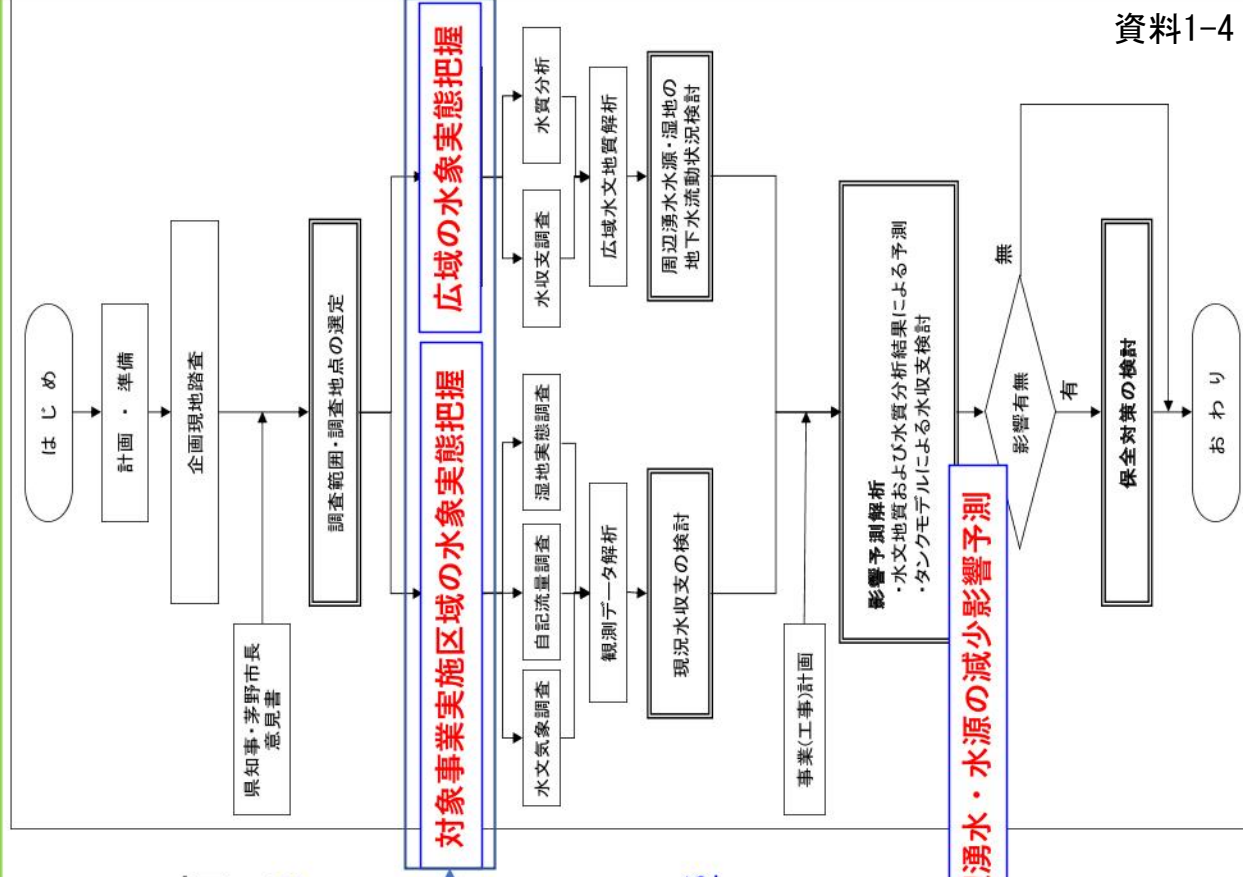 資料1-4
はじめ
計画・準備
企画現地踏査
県知事・茅野市長
意見書
調査範囲・調査地点の選定
対象事業実施区域の水象実態把握
広域の水象実態把握
水文気象調査
自記流量調査
湿地実態調査
水収支調査
水質分析
観測データ解析
広域水文地質解析
現況水収支の検討
周辺湧水水源・湿地の
地下水流動状況検討
事業(工事)計画
影響予測解析
・水文地質および水質分析結果による予測
・タンクモデルによる水収支検討
湧水・水源の減少影響予測
影響有無
無
有
保全対策の検討
おわり